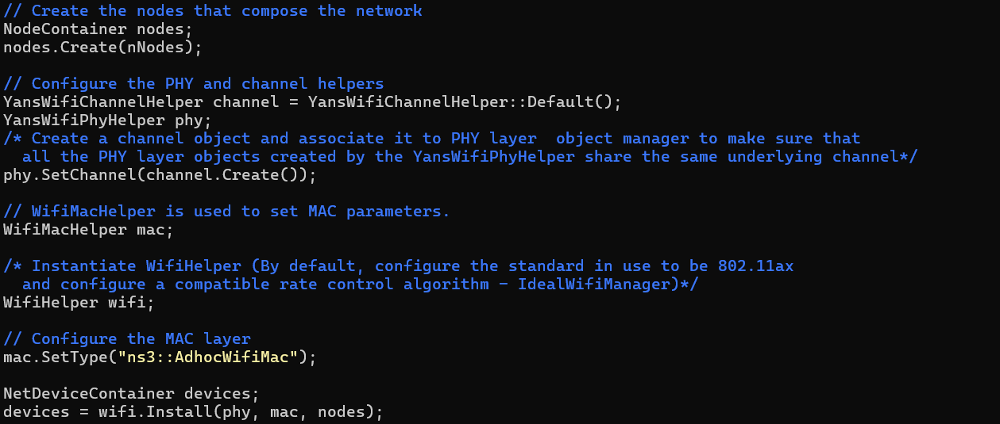 // Create the nodes that compose the network
NodeContainer nodes;
nodes.Create(nNodes);
// Configure the PHY and channel helpers
YansWifiChannelHelper channel = YansWifiChannelHelper::Default();
YansWifiPhyHelper phy;
/* Create a channel object and associate it to PHY layer  object manager to make sure that
  all the PHY layer objects created by the YansWifiPhyHelper share the same underlying channel*/
phy.SetChannel(channel.Create());
// WifiMacHelper is used to set MAC parameters.
WifiMacHelper mac;
/* Instantiate WifiHelper (By default, configure the standard in use to be 802.11ax
  and configure a compatible rate control algorithm - IdealWifiManager)*/
WifiHelper wifi;
// Configure the MAC layer
mac.SetType("ns3::AdhocWifiMac");
NetDeviceContainer devices;
devices = wifi.Install(phy, mac, nodes);